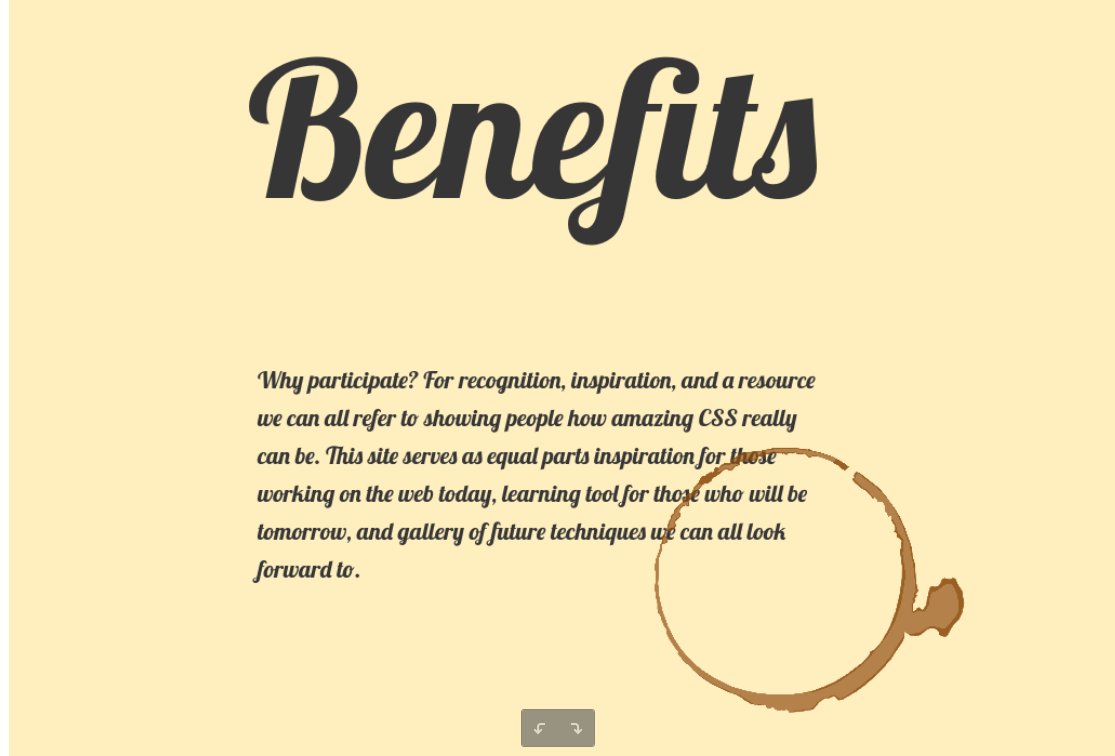 Benefits
Why participate? For recognition, inspiration, and a resource
we can all refer to showing people how amazing CSS really
can be. This site serves as equal parts inspiration for those
working on the web today, learning tool for those who will be
tomorrow, and gallery of future techniques we can all look
forward to.